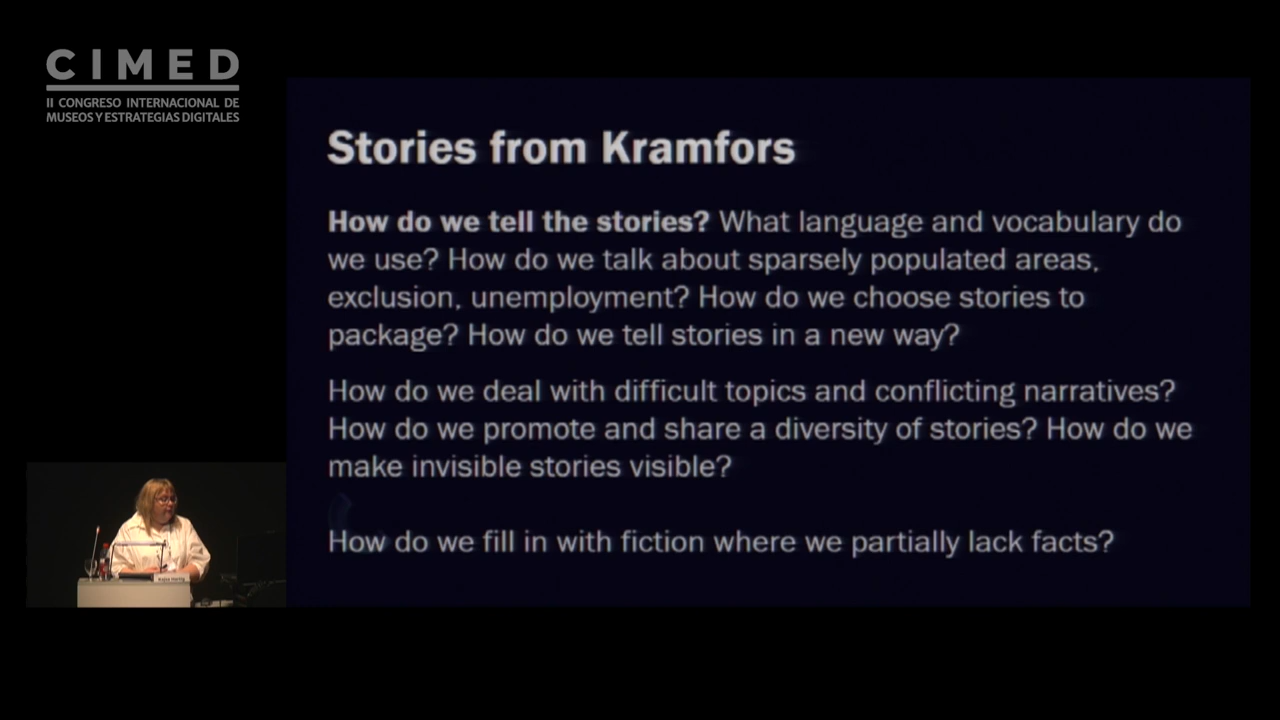 CIMED
II CONGRESO INTERNACIONAL DE
MUSEOS Y ESTRATEGIAS DIGITALES
Stories from Kramfors
How do we tell the stories? What language and vocabulary do
we use? How do we talk about sparsely populated areas,
exclusion, unemployment? How do we choose stories to
package? How do we tell stories in a new way?
How do we deal with difficult topics and conflicting narratives?
How do we promote and share a diversity of stories? How do we
make invisible stories visible?
How do we fill in with fiction where we partially lack facts?